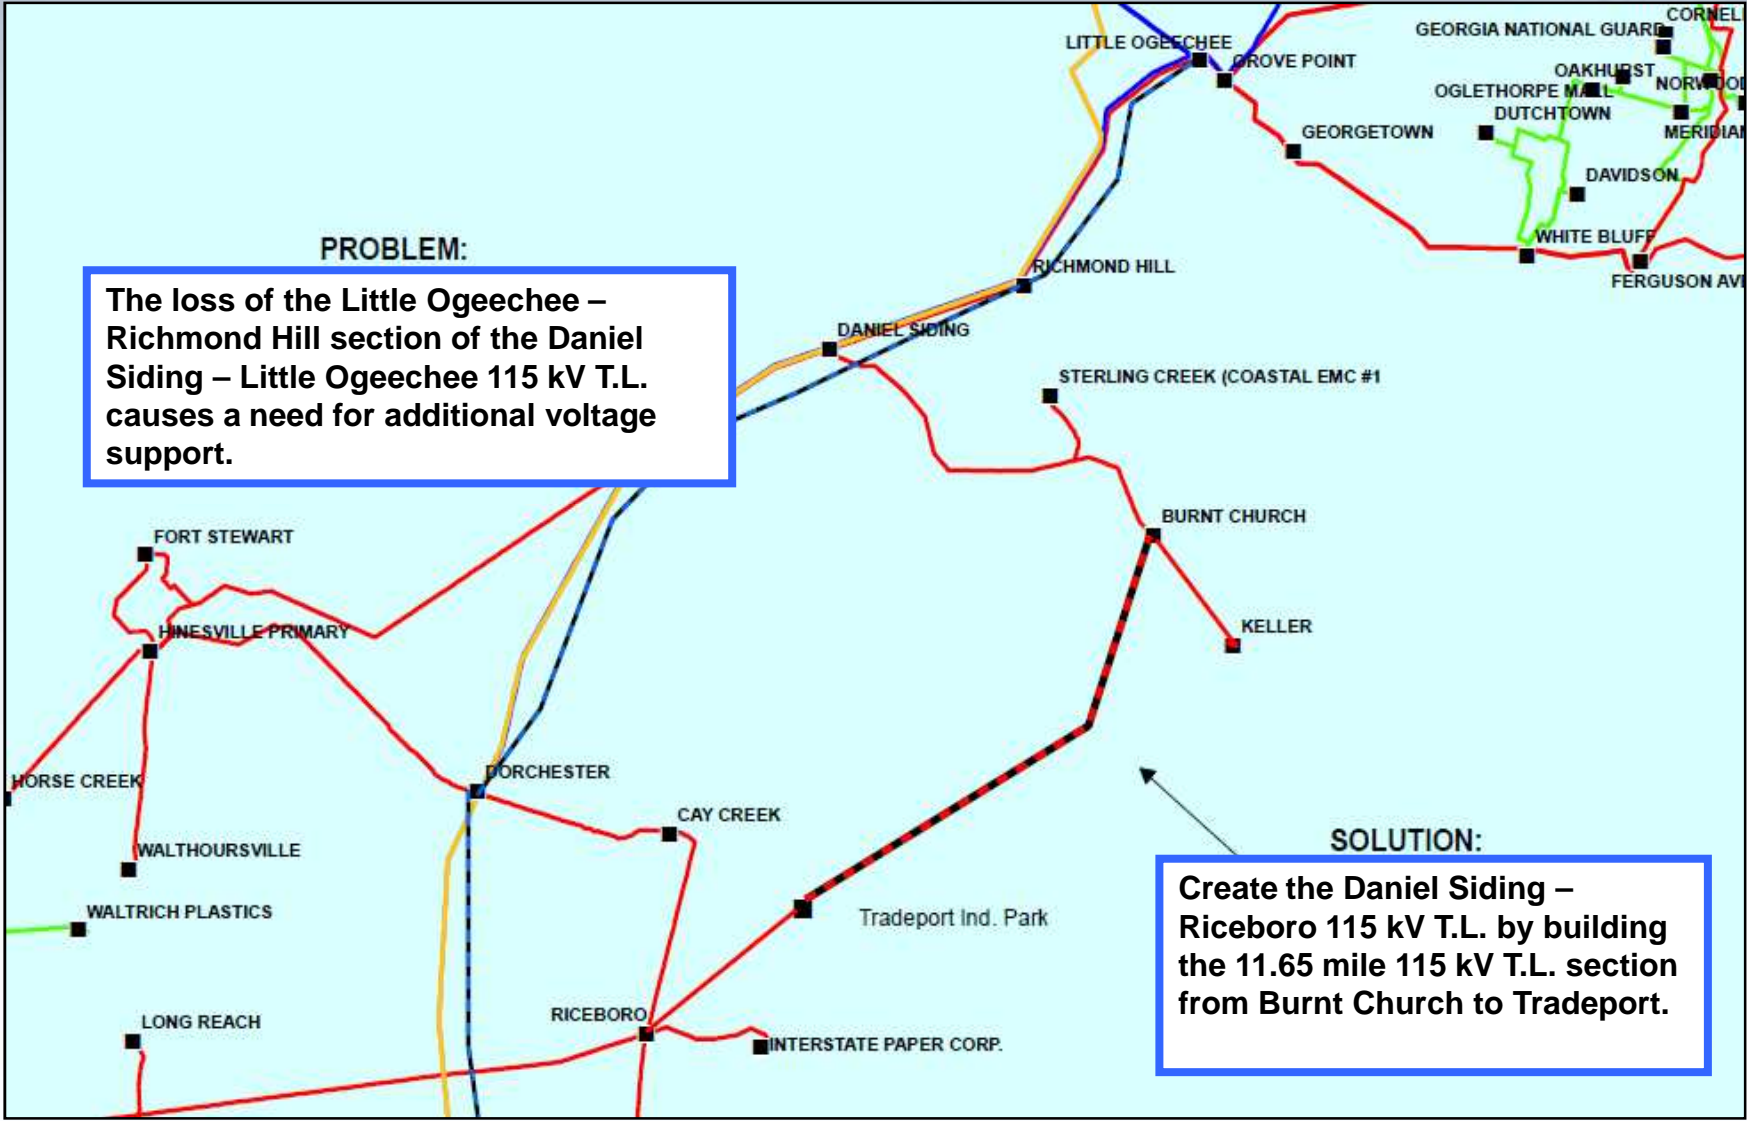 CORNEL
GEORGIA NATIONAL GUARD
LITTLE OGEECHEE
GROVE POINT
OAKHURST
NORWOOD
OGLETHORPE MALL
DUTCHTOWN
MERIDIAN
GEORGETOWN
DAVIDSON
WHITE BLUFF
FERGUSON AVE
RICHMOND HILL
DANIEL SIDING
STERLING CREEK (COASTAL EMC #1
PROBLEM:
The loss of the Little Ogeechee –
Richmond Hill section of the Daniel
Siding – Little Ogeechee 115 kV T.L.
causes a need for additional voltage
support.
BURNT CHURCH
FORT STEWART
KELLER
HINESVILLE PRIMARY
DORCHESTER
HORSE CREEK
CAY CREEK
WALTHOURSVILLE
WALTRICH PLASTICS
Tradeport Ind. Park
SOLUTION:
Create the Daniel Siding –
Riceboro 115 kV T.L. by building
the 11.65 mile 115 kV T.L. section
from Burnt Church to Tradeport.
LONG REACH
RICEBORO
INTERSTATE PAPER CORP.